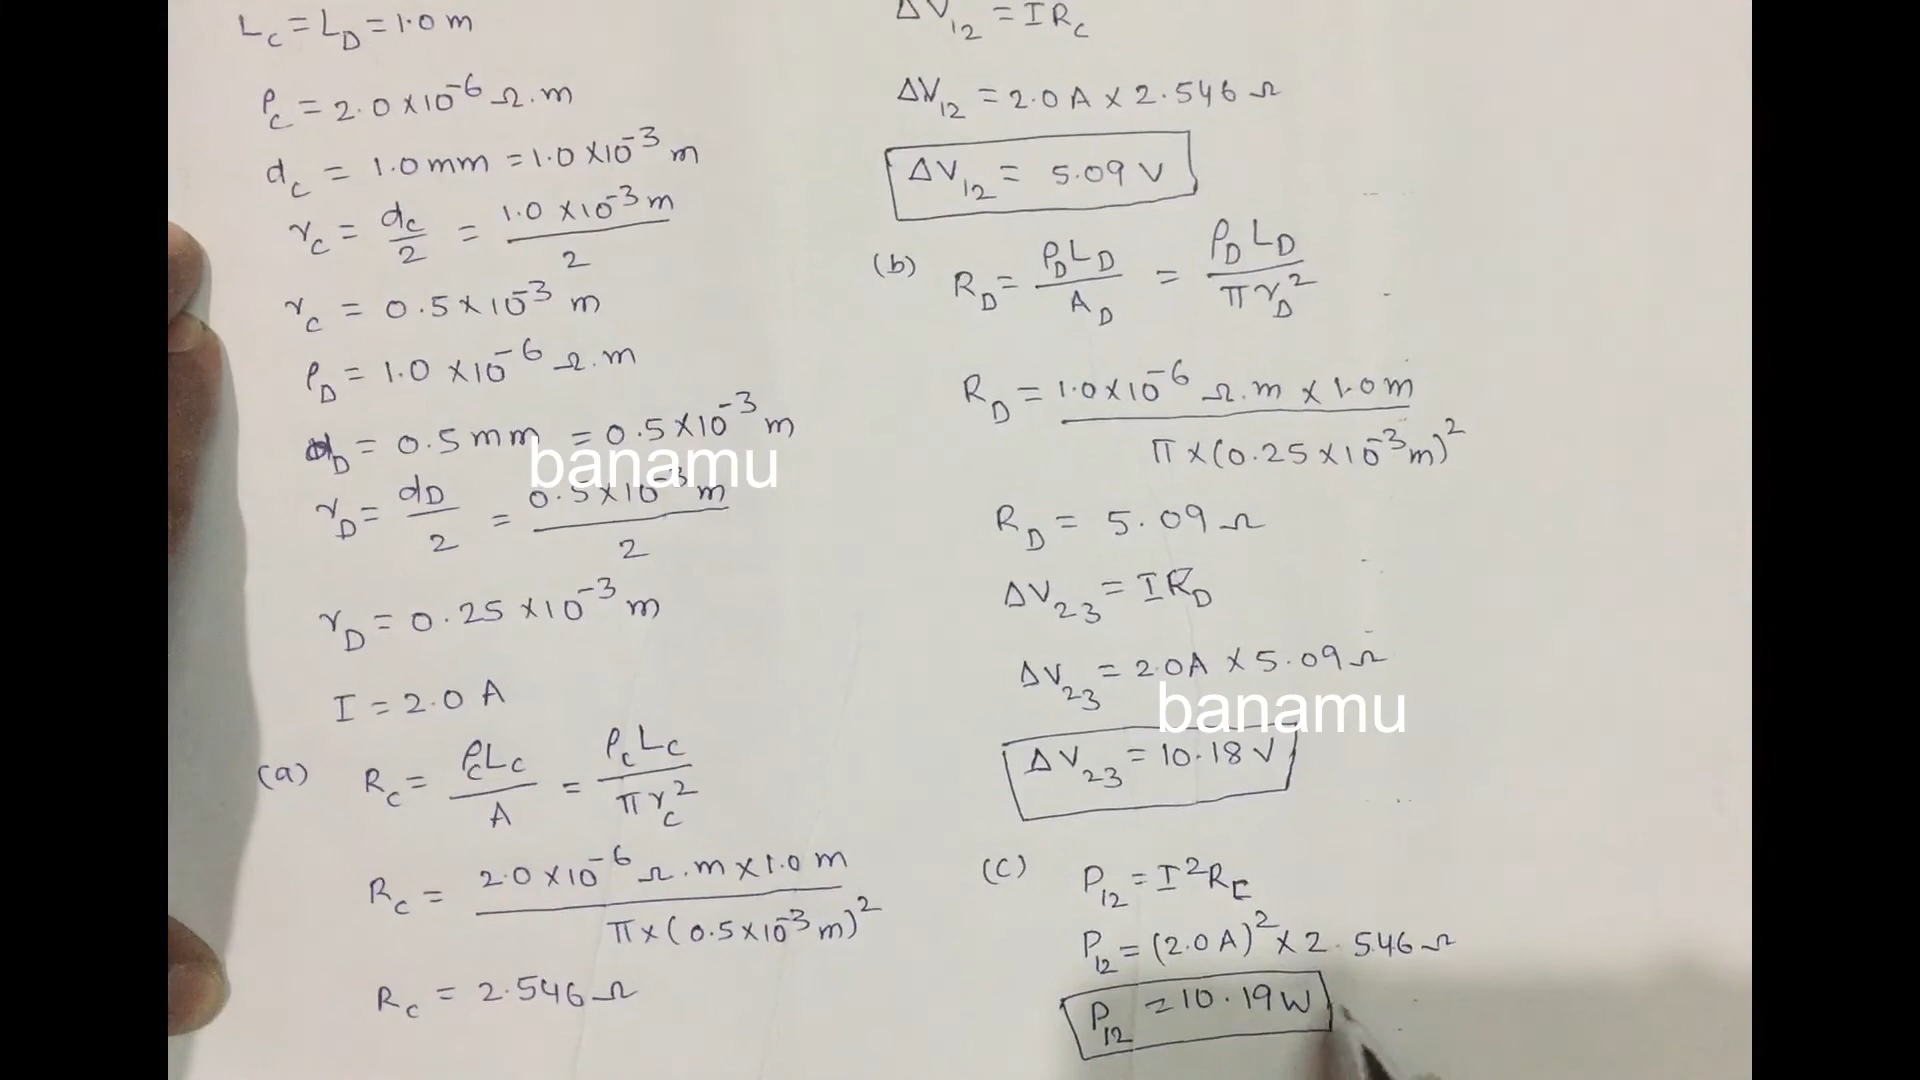 L_C = L_D = 1.0 m
ρ_C = 2.0 × 10⁻⁶ Ω.m
d_C = 1.0 mm = 1.0 × 10⁻³ m
r_C = d_C/2 = 1.0 × 10⁻³ m / 2
r_C = 0.5 × 10⁻³ m
ρ_D = 1.0 × 10⁻⁶ Ω.m
d_D = 0.5 mm = 0.5 × 10⁻³ m
banamu
r_D = d_D/2 = 0.5 × 10⁻³ m / 2
r_D = 0.25 × 10⁻³ m
I = 2.0 A
(a) R_C = ρ_C L_C / A = ρ_C L_C / π r_C²
R_C = 2.0 × 10⁻⁶ Ω.m × 1.0 m / π × (0.5 × 10⁻³ m)²
R_C = 2.546 Ω
ΔV₁₂ = I R_C
ΔV₁₂ = 2.0 A × 2.546 Ω
ΔV₁₂ = 5.09 V
(b) R_D = ρ_D L_D / A_D = ρ_D L_D / π r_D²
R_D = 1.0 × 10⁻⁶ Ω.m × 1.0 m / π × (0.25 × 10⁻³ m)²
R_D = 5.09 Ω
ΔV₂₃ = I R_D
ΔV₂₃ = 2.0 A × 5.09 Ω
banamu
ΔV₂₃ = 10.18 V
(C) P₁₂ = I² R_C
P₁₂ = (2.0 A)² × 2.546 Ω
P₁₂ = 10.19 W